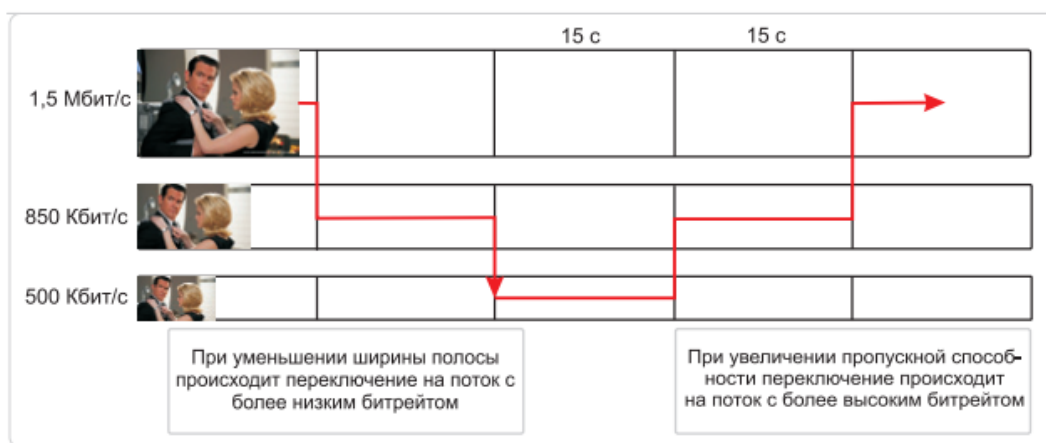 15 с
15 с
1,5 Мбит/с
850 Кбит/с
500 Кбит/с
При уменьшении ширины полосы
происходит переключение на поток с
более низким битрейтом
При увеличении пропускной способ-
ности переключение происходит
на поток с более высоким битрейтом